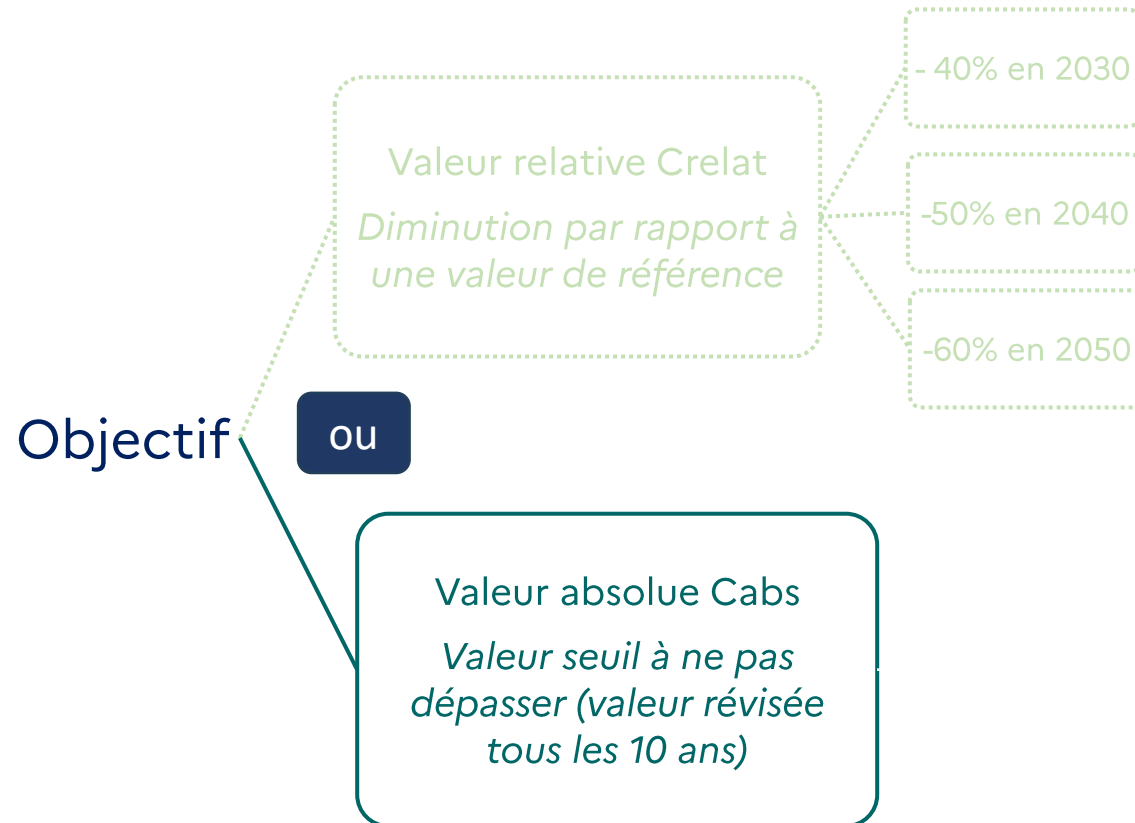 - 40% en 2030
Valeur relative Crelat
Diminution par rapport à
une valeur de référence
-50% en 2040
-60% en 2050
Objectif
ou
Valeur absolue Cabs
Valeur seuil à ne pas
dépasser (valeur révisée
tous les 10 ans)